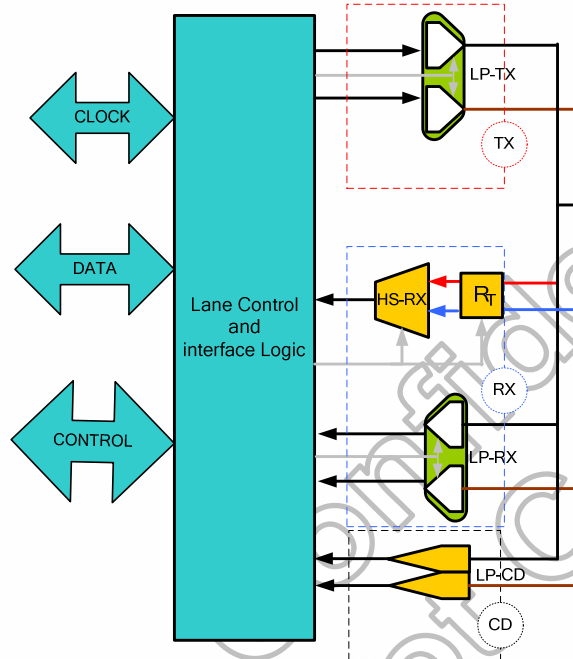 LP-TX
CLOCK
TX
DATA
HS-RX
RT
Lane Control
and
interface Logic
RX
CONTROL
LP-RX
LP-CD
CD